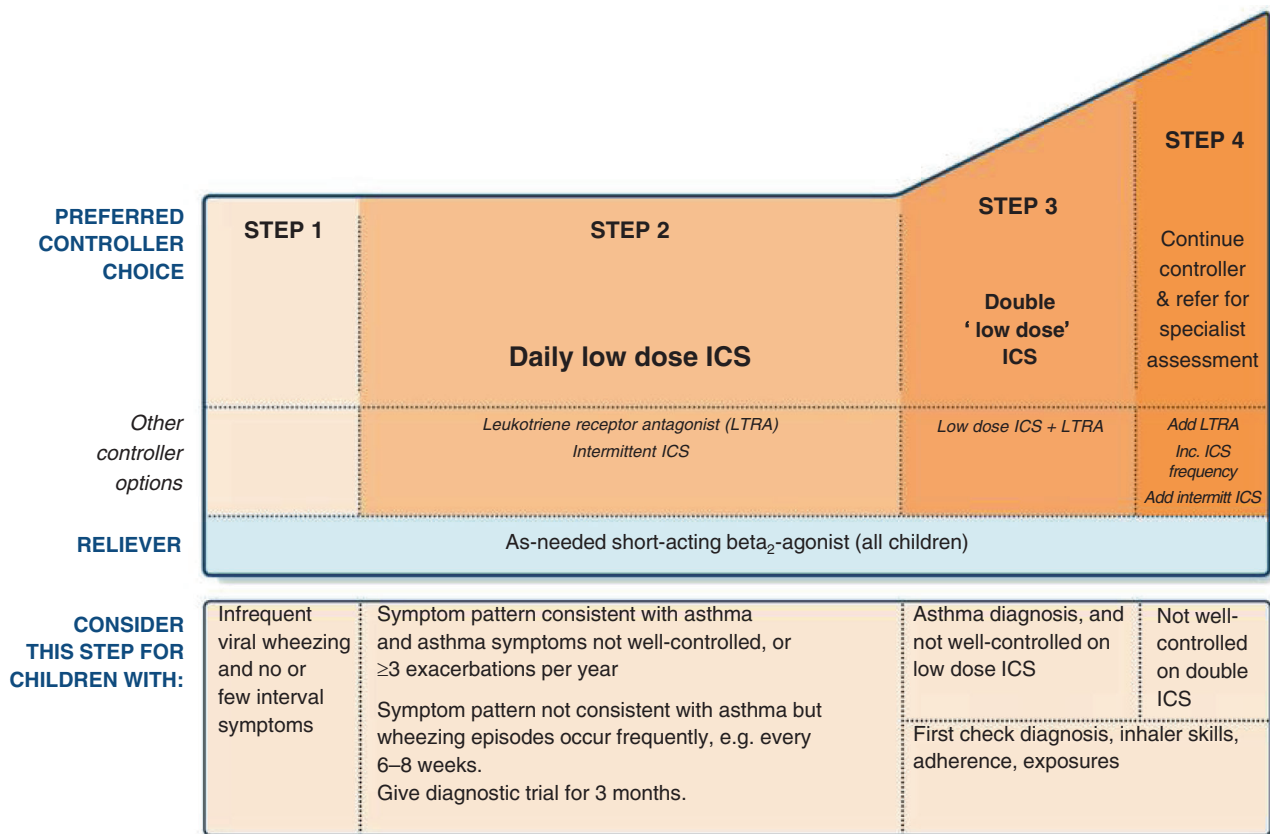 PREFERRED
CONTROLLER
CHOICE
STEP 1
STEP 2
Daily low dose ICS
STEP 3
Double
‘ low dose’
ICS
STEP 4
Continue
controller
& refer for
specialist
assessment
Other
controller
options
Leukotriene receptor antagonist (LTRA)
Intermittent ICS
Low dose ICS + LTRA
Add LTRA
Inc. ICS
frequency
Add intermitt ICS
RELIEVER
As-needed short-acting beta₂-agonist (all children)
CONSIDER
THIS STEP FOR
CHILDREN WITH:
Infrequent
viral wheezing
and no or
few interval
symptoms
Symptom pattern consistent with asthma
and asthma symptoms not well-controlled, or
≥3 exacerbations per year
Symptom pattern not consistent with asthma but
wheezing episodes occur frequently, e.g. every
6–8 weeks.
Give diagnostic trial for 3 months.
Asthma diagnosis, and
not well-controlled on
low dose ICS
Not well-
controlled
on double
ICS
First check diagnosis, inhaler skills,
adherence, exposures